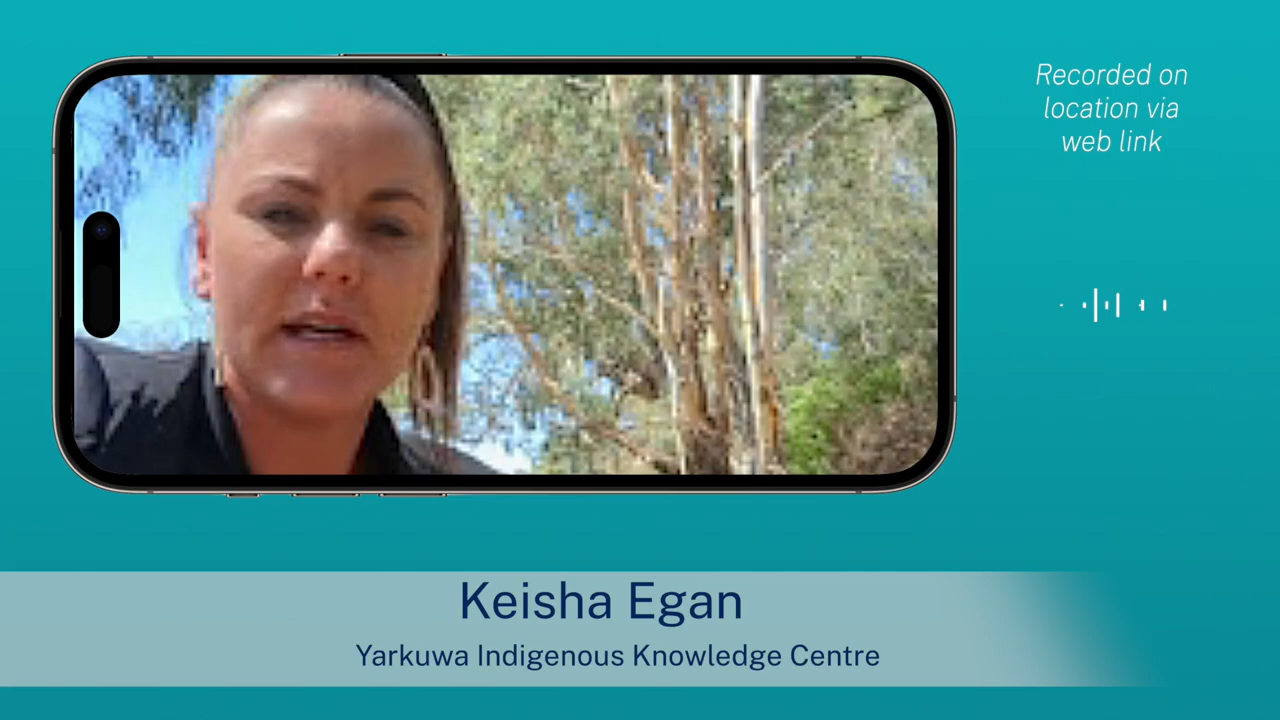 Recorded on
location via
web link
Keisha Egan
Yarkuwa Indigenous Knowledge Centre